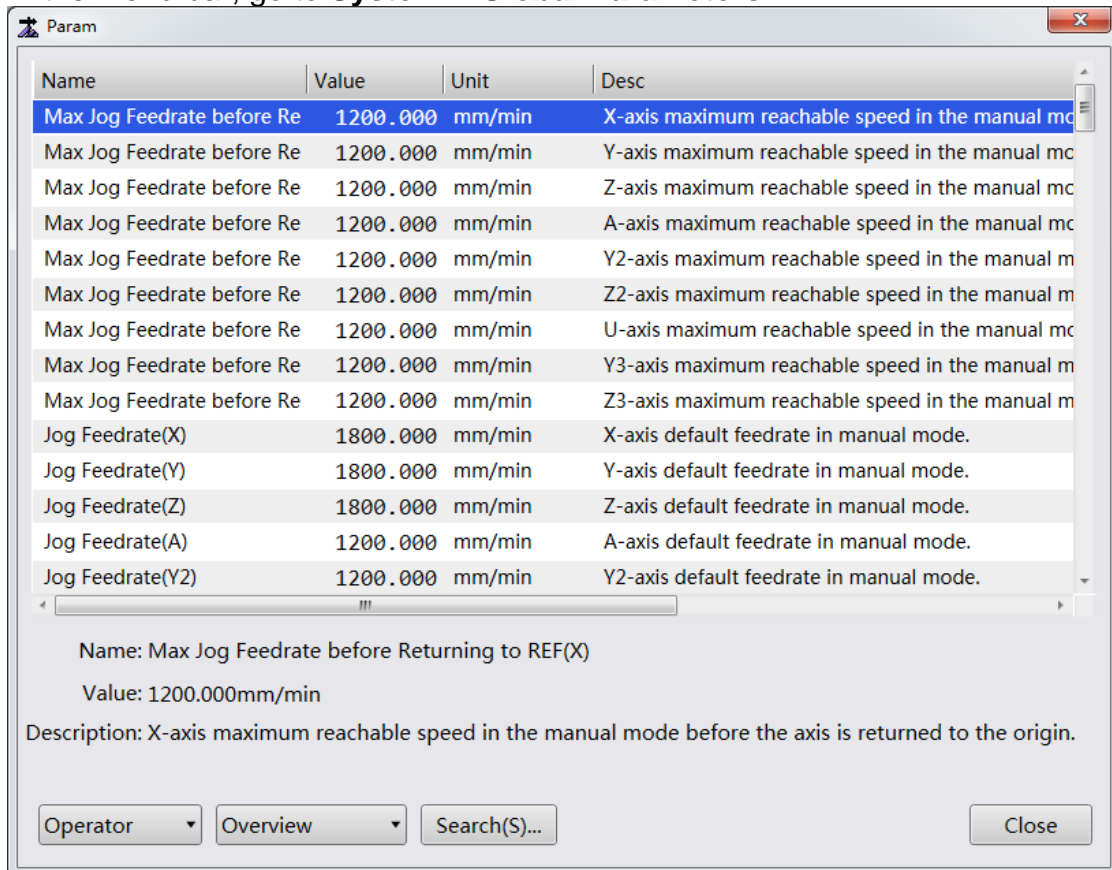 Param
Name Value Unit Desc
Max Jog Feedrate before Re 1200.000 mm/min X-axis maximum reachable speed in the manual mo
Max Jog Feedrate before Re 1200.000 mm/min Y-axis maximum reachable speed in the manual mo
Max Jog Feedrate before Re 1200.000 mm/min Z-axis maximum reachable speed in the manual mo
Max Jog Feedrate before Re 1200.000 mm/min A-axis maximum reachable speed in the manual mo
Max Jog Feedrate before Re 1200.000 mm/min Y2-axis maximum reachable speed in the manual m
Max Jog Feedrate before Re 1200.000 mm/min Z2-axis maximum reachable speed in the manual m
Max Jog Feedrate before Re 1200.000 mm/min U-axis maximum reachable speed in the manual mo
Max Jog Feedrate before Re 1200.000 mm/min Y3-axis maximum reachable speed in the manual m
Max Jog Feedrate before Re 1200.000 mm/min Z3-axis maximum reachable speed in the manual m
Jog Feedrate(X) 1800.000 mm/min X-axis default feedrate in manual mode.
Jog Feedrate(Y) 1800.000 mm/min Y-axis default feedrate in manual mode.
Jog Feedrate(Z) 1800.000 mm/min Z-axis default feedrate in manual mode.
Jog Feedrate(A) 1200.000 mm/min A-axis default feedrate in manual mode.
Jog Feedrate(Y2) 1200.000 mm/min Y2-axis default feedrate in manual mode.
Name: Max Jog Feedrate before Returning to REF(X)
Value: 1200.000mm/min
Description: X-axis maximum reachable speed in the manual mode before the axis is returned to the origin.
Operator Overview Search(S)... Close